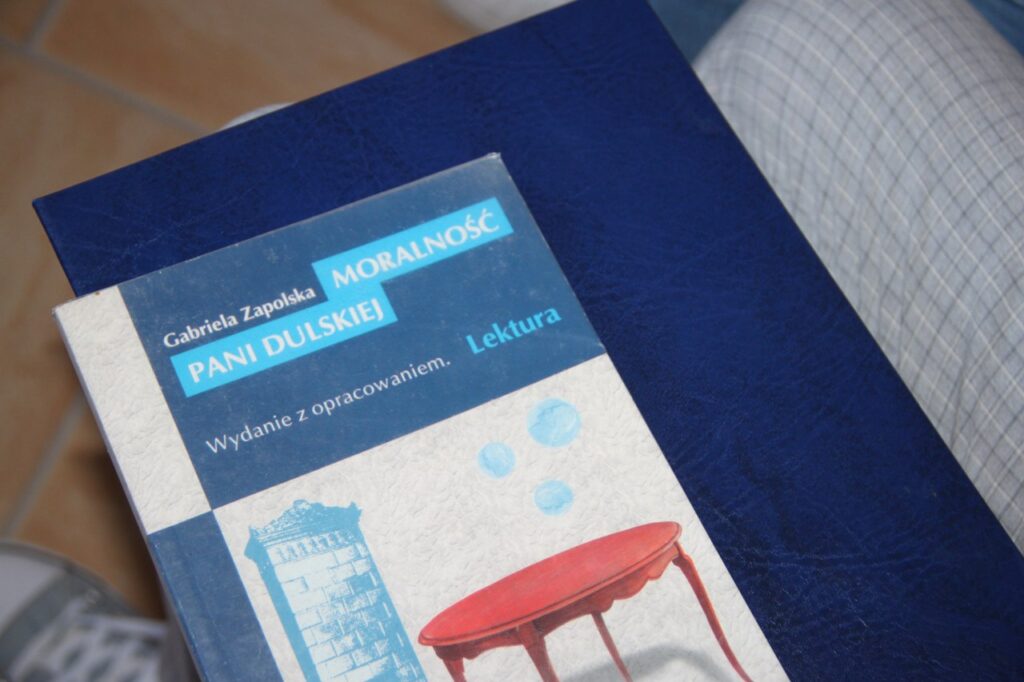 Gabriela Zapolska MORALNOŚĆ
PANI DULSKIEJ
Wydanie z opracowaniem. Lektura